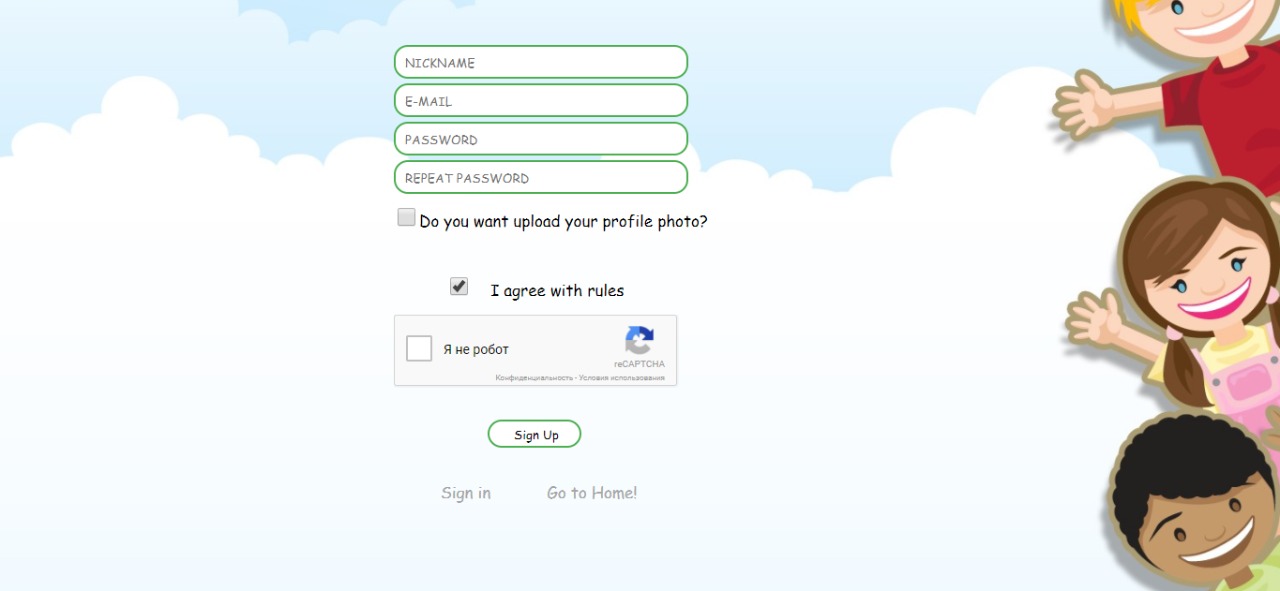 NICKNAME
E-MAIL
PASSWORD
REPEAT PASSWORD
Do you want upload your profile photo?
I agree with rules
Я не робот
reCAPTCHA
Конфиденциальность - Условия использования
Sign Up
Sign in
Go to Home!